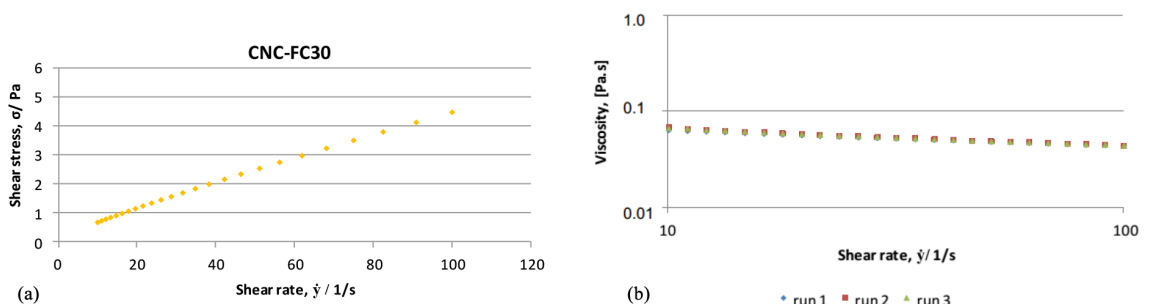 CNC-FC30
6
5
4
3
2
1
0
Shear stress, σ/ Pa
0 20 40 60 80 100 120
Shear rate, γ̇ / 1/s
(a)
1.0
0.1
0.01
Viscosity, [Pa.s]
10 100
Shear rate, γ̇/ 1/s
(b)
run 1 run 2 run 3